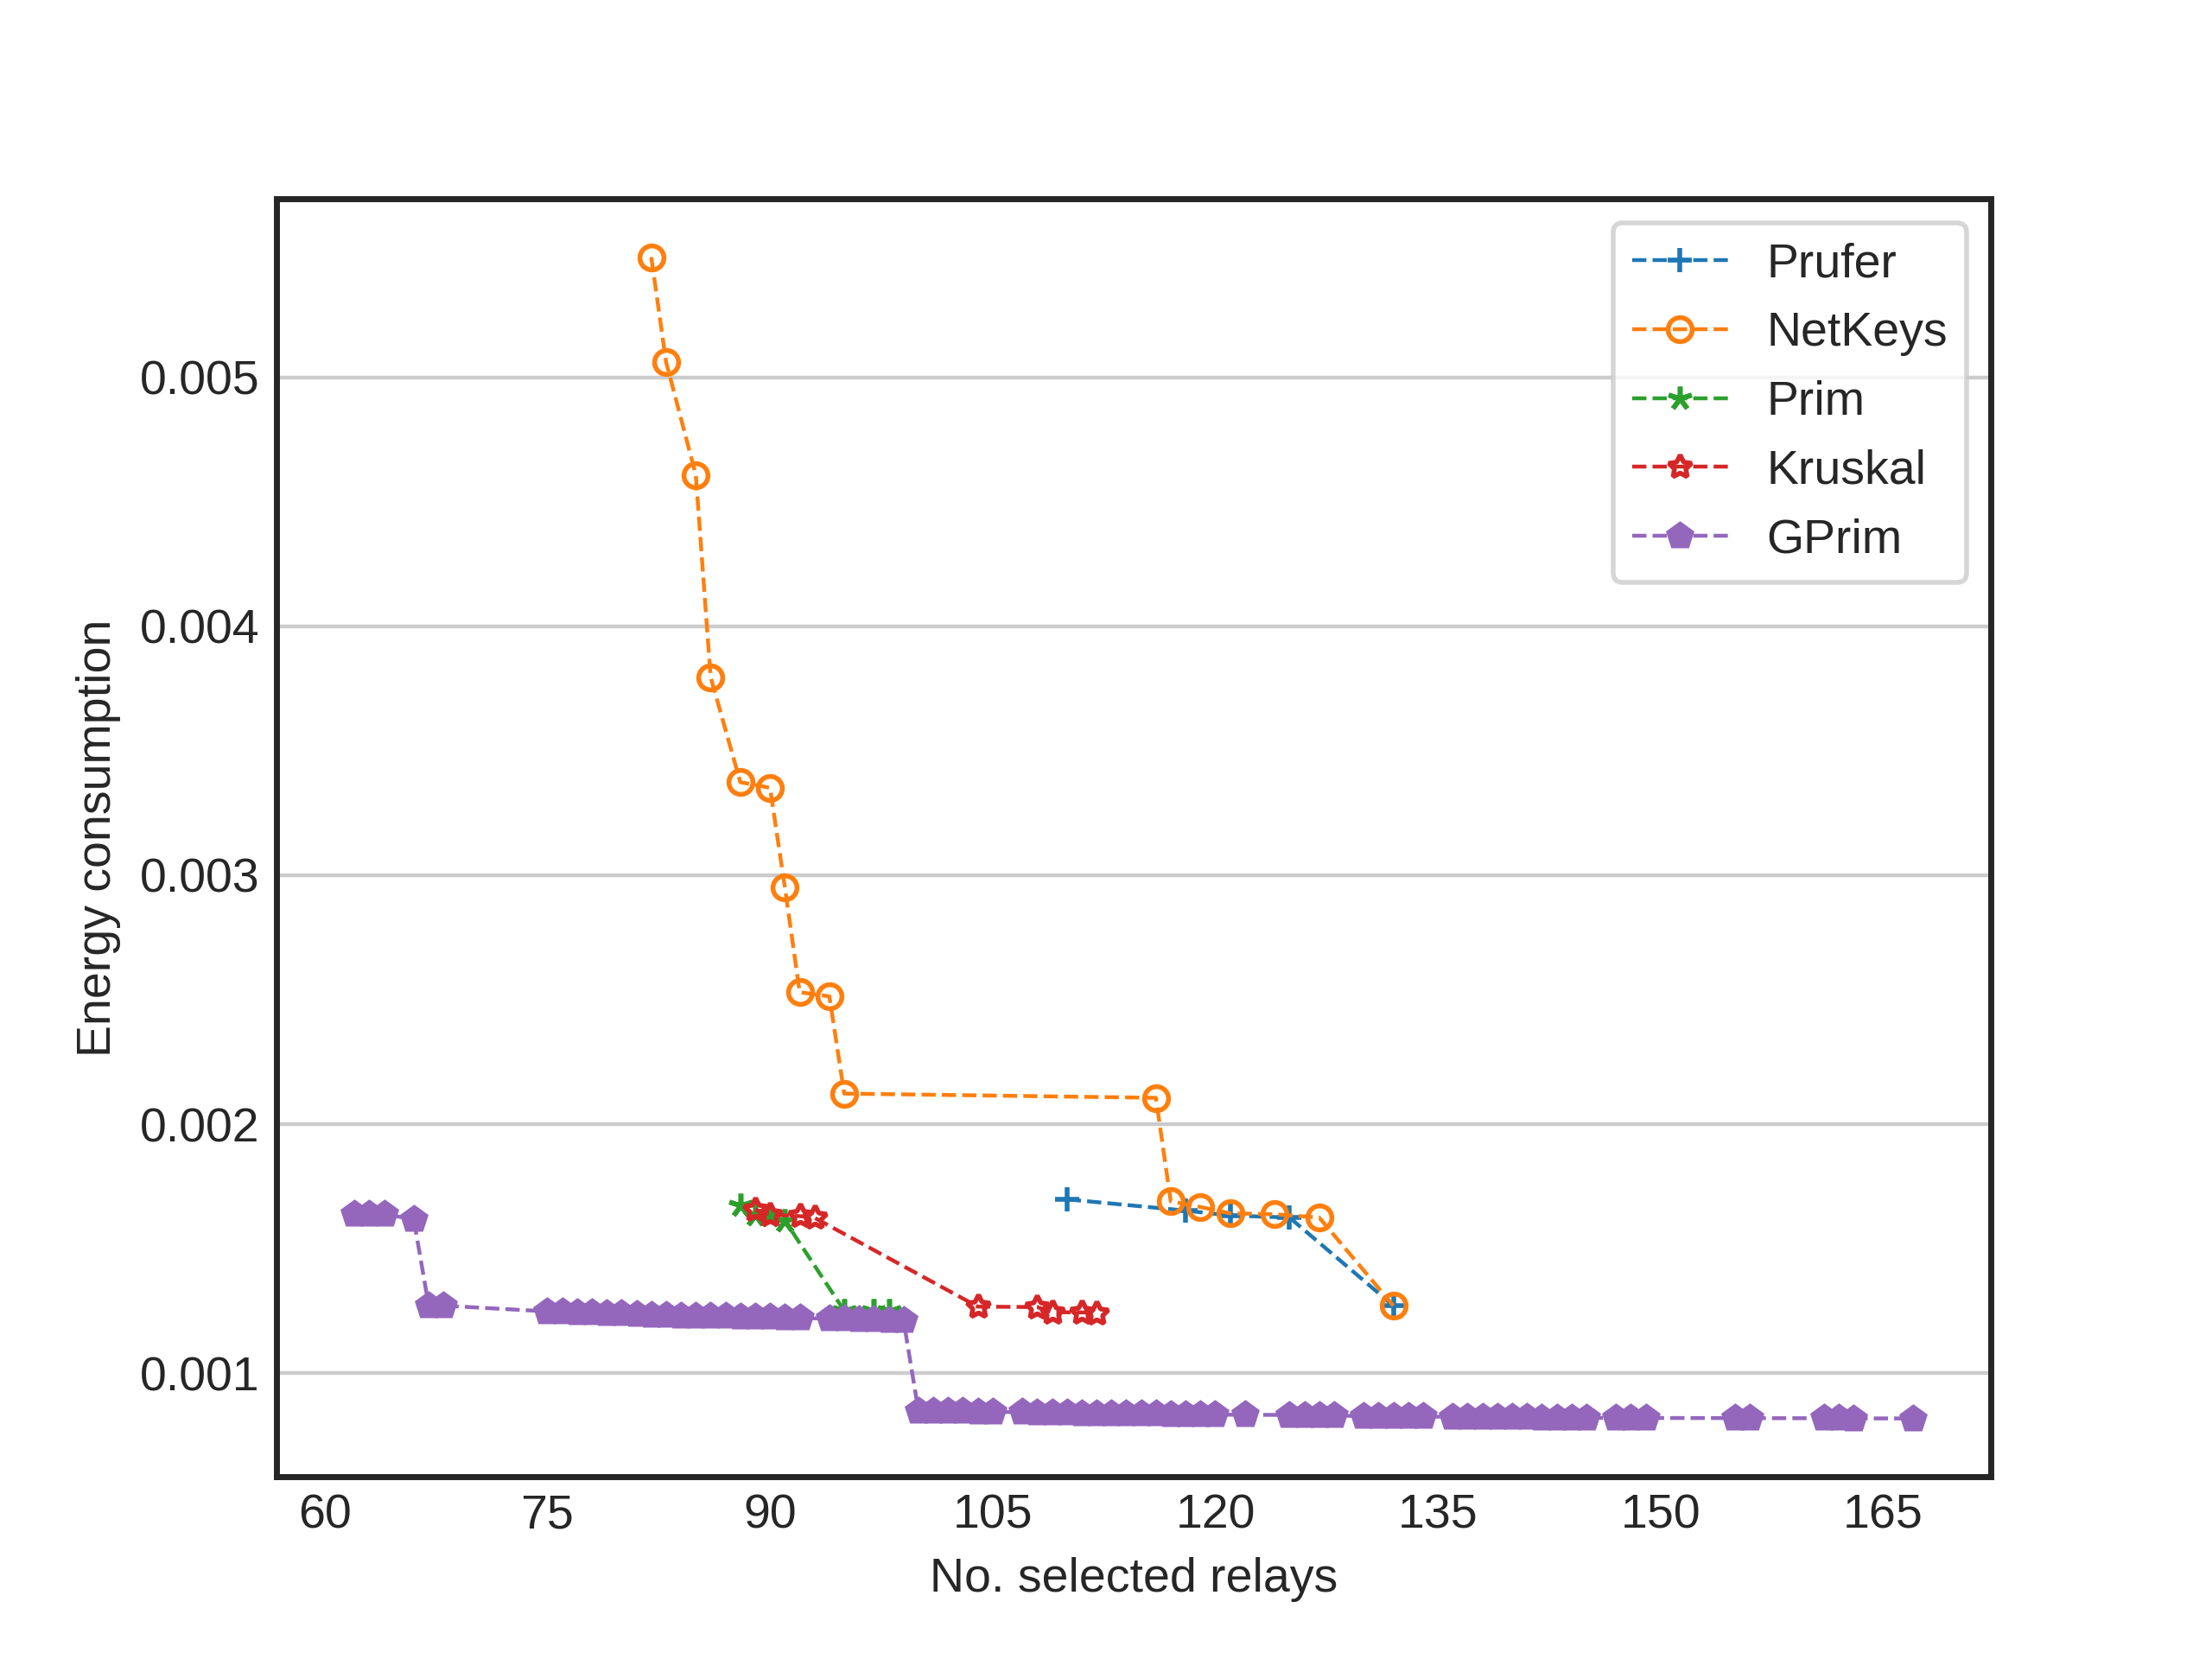 Prufer
NetKeys
Prim
Kruskal
GPrim
Energy consumption
0.005
0.004
0.003
0.002
0.001
60 75 90 105 120 135 150 165
No. selected relays